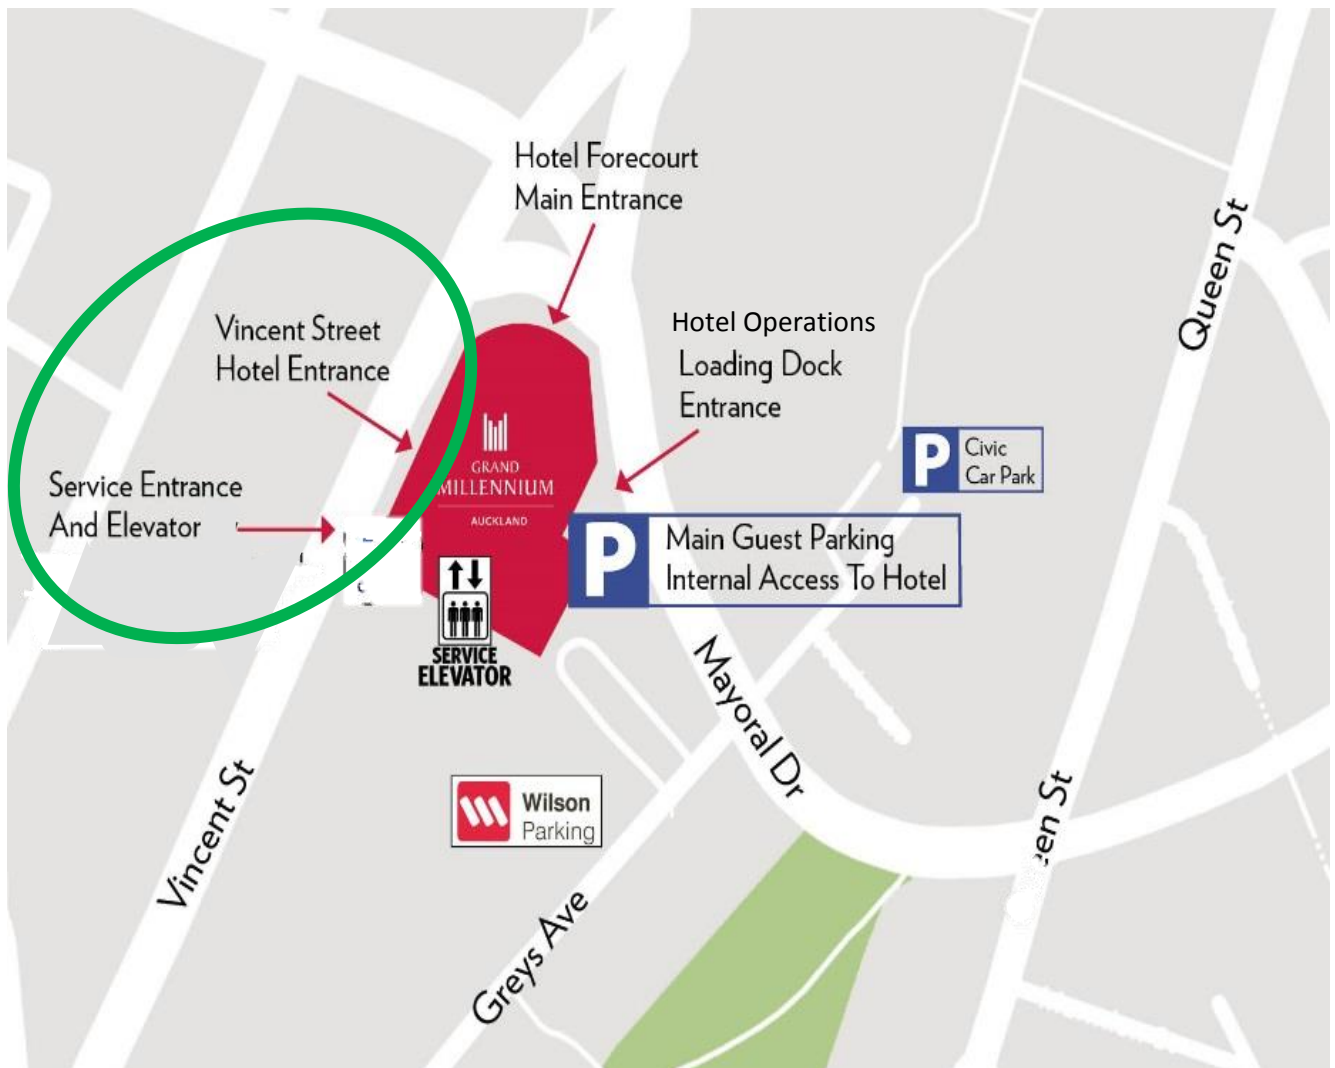 Hotel Forecourt
Main Entrance
Queen St
Vincent Street
Hotel Entrance
Hotel Operations
Loading Dock
Entrance
GRAND
MILLENNIUM
AUCKLAND
P
Civic
Car Park
Service Entrance
And Elevator
P
Main Guest Parking
Internal Access To Hotel
SERVICE
ELEVATOR
Mayoral Dr
Vincent St
Wilson
Parking
een St
Greys Ave